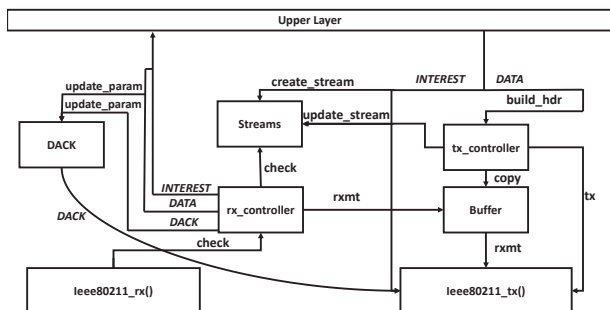 Upper Layer
update_param
update_param
create_stream
INTEREST
DATA
build_hdr
Streams
update_stream
DACK
tx_controller
check
copy
INTEREST
DATA
DACK
rx_controller
rxmt
Buffer
tx
DACK
check
rxmt
Ieee80211_rx()
Ieee80211_tx()